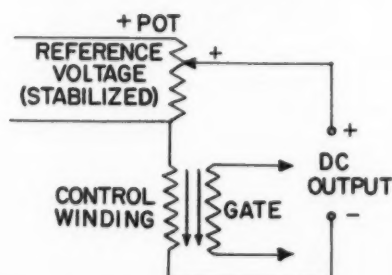 + POT
REFERENCE
VOLTAGE
(STABILIZED)
+
+
DC
OUTPUT
-
CONTROL
WINDING
GATE